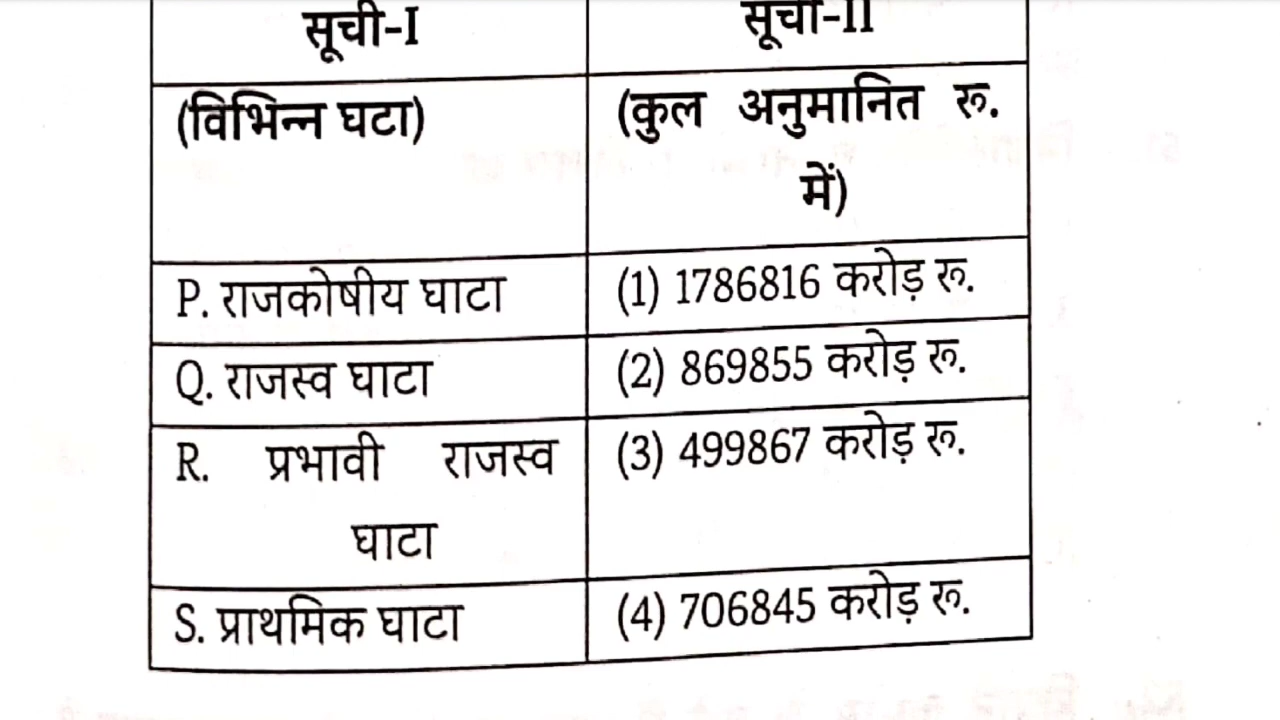 सूची-I
सूची-II
(विभिन्न घटा)
(कुल अनुमानित रू.
में)
P. राजकोषीय घाटा
(1) 1786816 करोड़ रू.
Q. राजस्व घाटा
(2) 869855 करोड़ रू.
R. प्रभावी राजस्व
घाटा
(3) 499867 करोड़ रू.
S. प्राथमिक घाटा
(4) 706845 करोड़ रू.